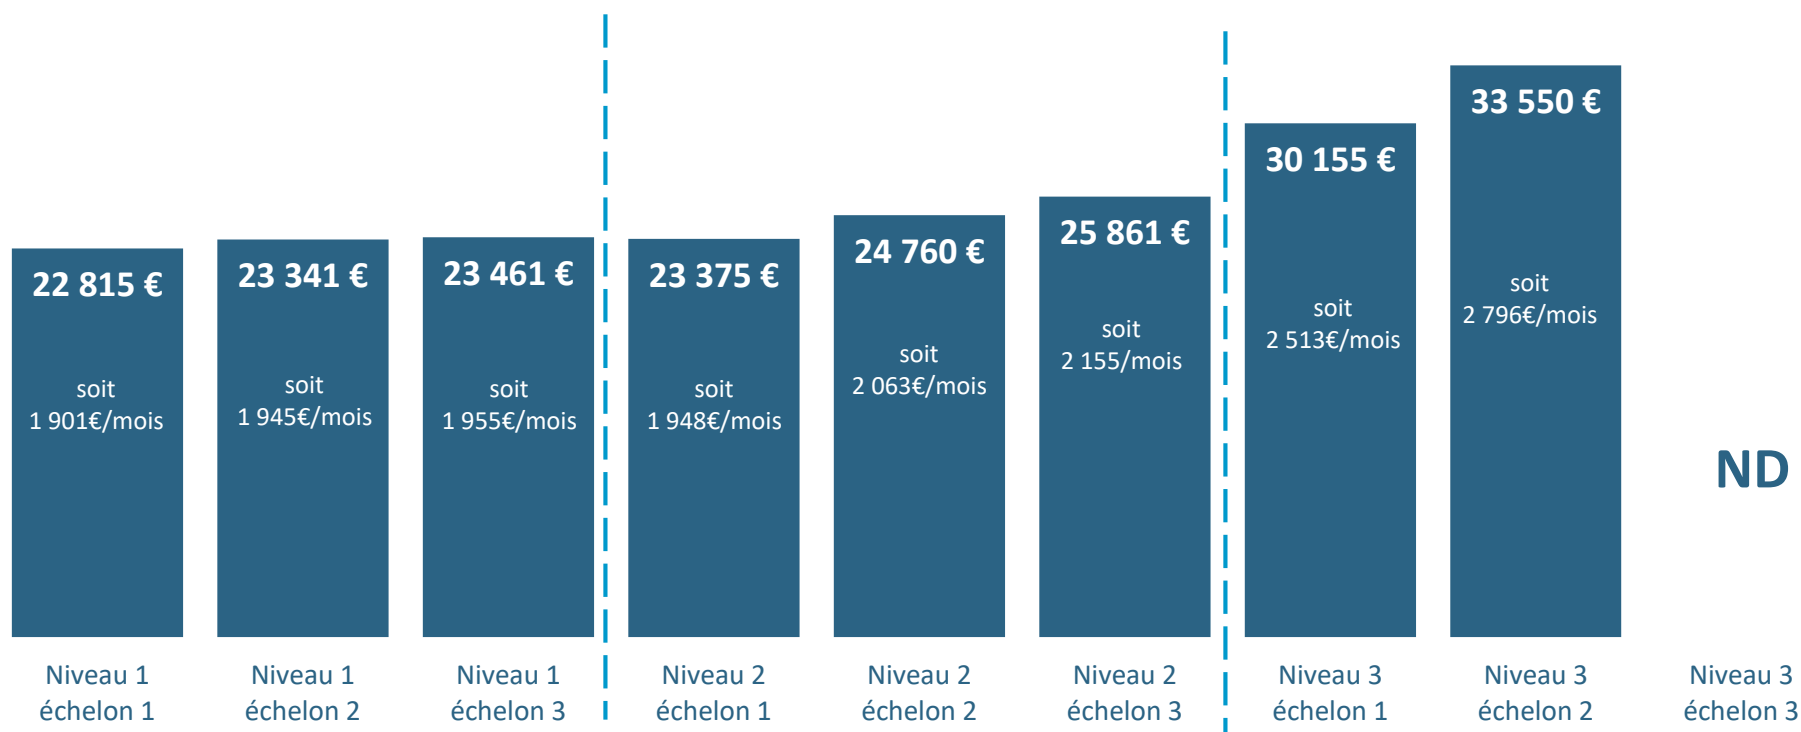 22 815 €
soit
1 901€/mois
Niveau 1
échelon 1
23 341 €
soit
1 945€/mois
Niveau 1
échelon 2
23 461 €
soit
1 955€/mois
Niveau 1
échelon 3
23 375 €
soit
1 948€/mois
Niveau 2
échelon 1
24 760 €
soit
2 063€/mois
Niveau 2
échelon 2
25 861 €
soit
2 155/mois
Niveau 2
échelon 3
30 155 €
soit
2 513€/mois
Niveau 3
échelon 1
33 550 €
soit
2 796€/mois
Niveau 3
échelon 2
ND
Niveau 3
échelon 3